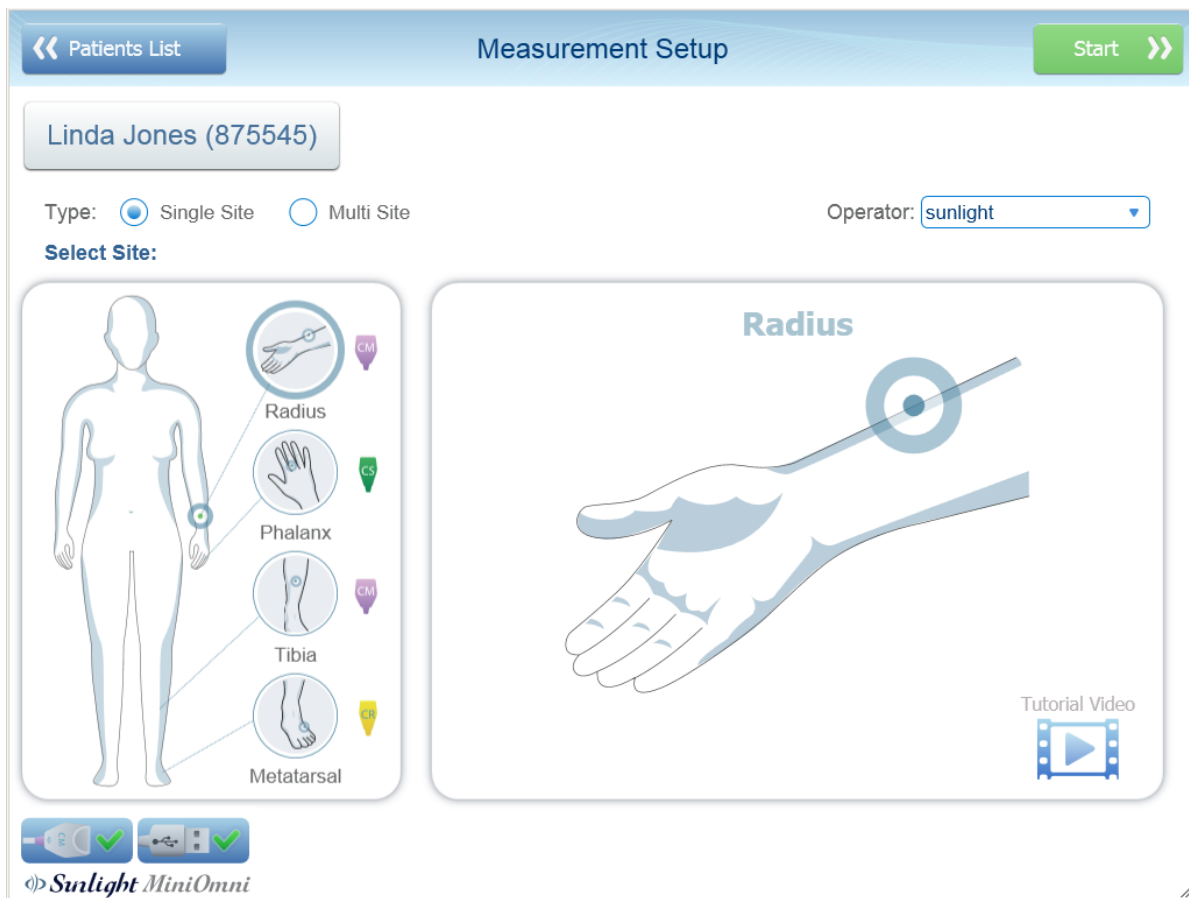 Patients List
Measurement Setup
Start
Linda Jones (875545)
Type: Single Site Multi Site
Operator: sunlight
Select Site:
CM
Radius
CS
Phalanx
CM
Tibia
CR
Metatarsal
Radius
Tutorial Video
CM
Sunlight MiniOmni